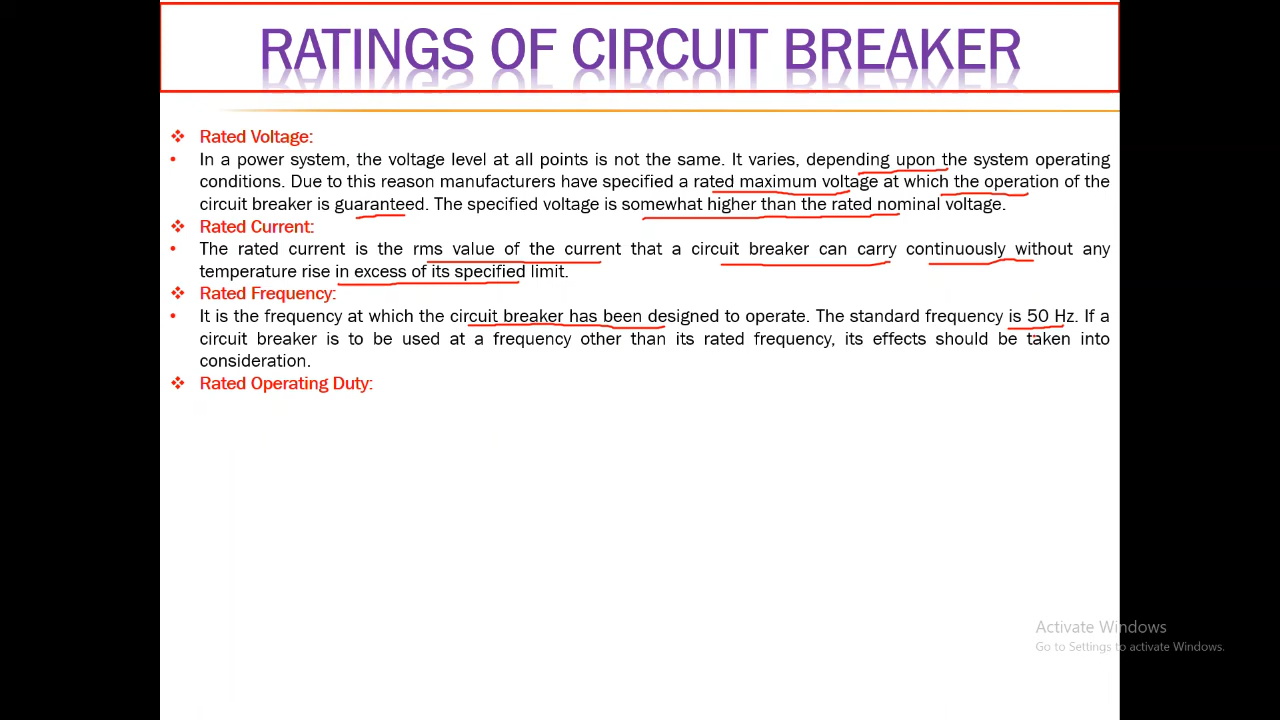 RATINGS OF CIRCUIT BREAKER
❖ Rated Voltage:
• In a power system, the voltage level at all points is not the same. It varies, depending upon the system operating
conditions. Due to this reason manufacturers have specified a rated maximum voltage at which the operation of the
circuit breaker is guaranteed. The specified voltage is somewhat higher than the rated nominal voltage.
❖ Rated Current:
• The rated current is the rms value of the current that a circuit breaker can carry continuously without any
temperature rise in excess of its specified limit.
❖ Rated Frequency:
• It is the frequency at which the circuit breaker has been designed to operate. The standard frequency is 50 Hz. If a
circuit breaker is to be used at a frequency other than its rated frequency, its effects should be taken into
consideration.
❖ Rated Operating Duty:
Activate Windows
Go to Settings to activate Windows.